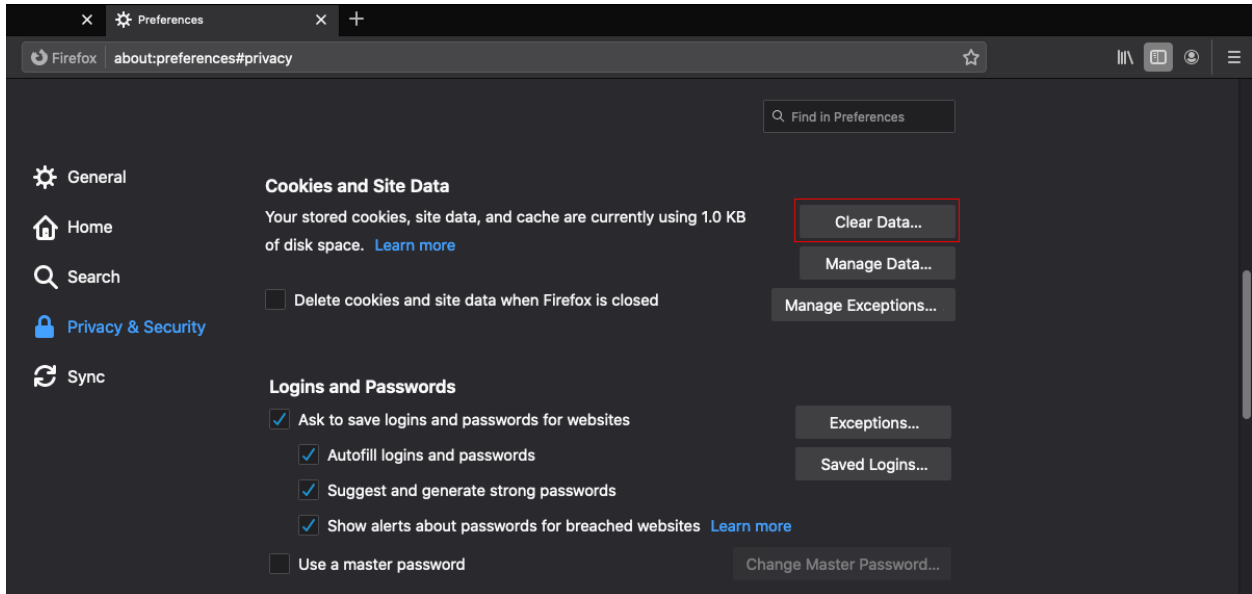 Preferences
Firefox about:preferences#privacy
Find in Preferences
General
Home
Search
Privacy & Security
Sync
Cookies and Site Data
Your stored cookies, site data, and cache are currently using 1.0 KB
of disk space. Learn more
Clear Data...
Manage Data...
Delete cookies and site data when Firefox is closed
Manage Exceptions...
Logins and Passwords
Ask to save logins and passwords for websites
Exceptions...
Autofill logins and passwords
Saved Logins...
Suggest and generate strong passwords
Show alerts about passwords for breached websites Learn more
Use a master password
Change Master Password...